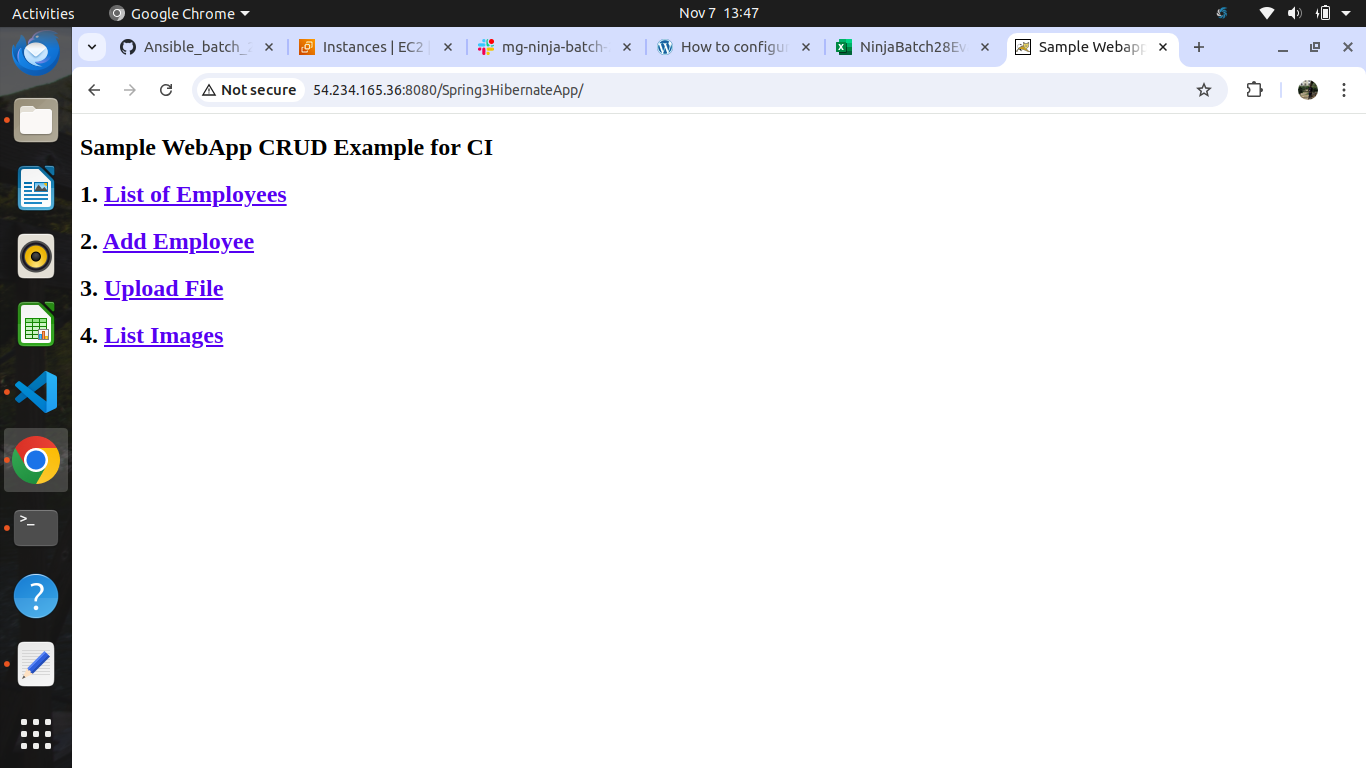 Activities Google Chrome Nov 7 13:47
Ansible_batch_ Instances | EC2 mg-ninja-batch- How to configu NinjaBatch28Ev Sample Webapp
Not secure 54.234.165.36:8080/Spring3HibernateApp/
Sample WebApp CRUD Example for CI
1. List of Employees
2. Add Employee
3. Upload File
4. List Images
>_
?